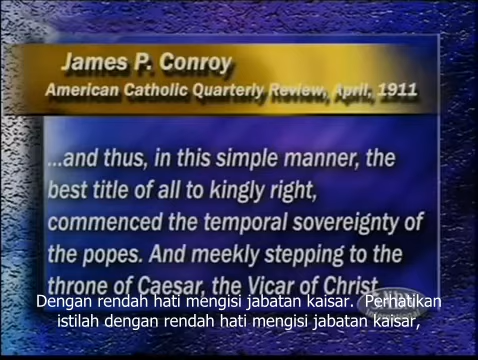 James P. Conroy
American Catholic Quarterly Review, April, 1911
...and thus, in this simple manner, the
best title of all to kingly right,
commenced the temporal sovereignty of
the popes. And meekly stepping to the
throne of Caesar, the Vicar of Christ
Dengan rendah hati mengisi jabatan kaisar. Perhatikan
istilah dengan rendah hati mengisi jabatan kaisar,